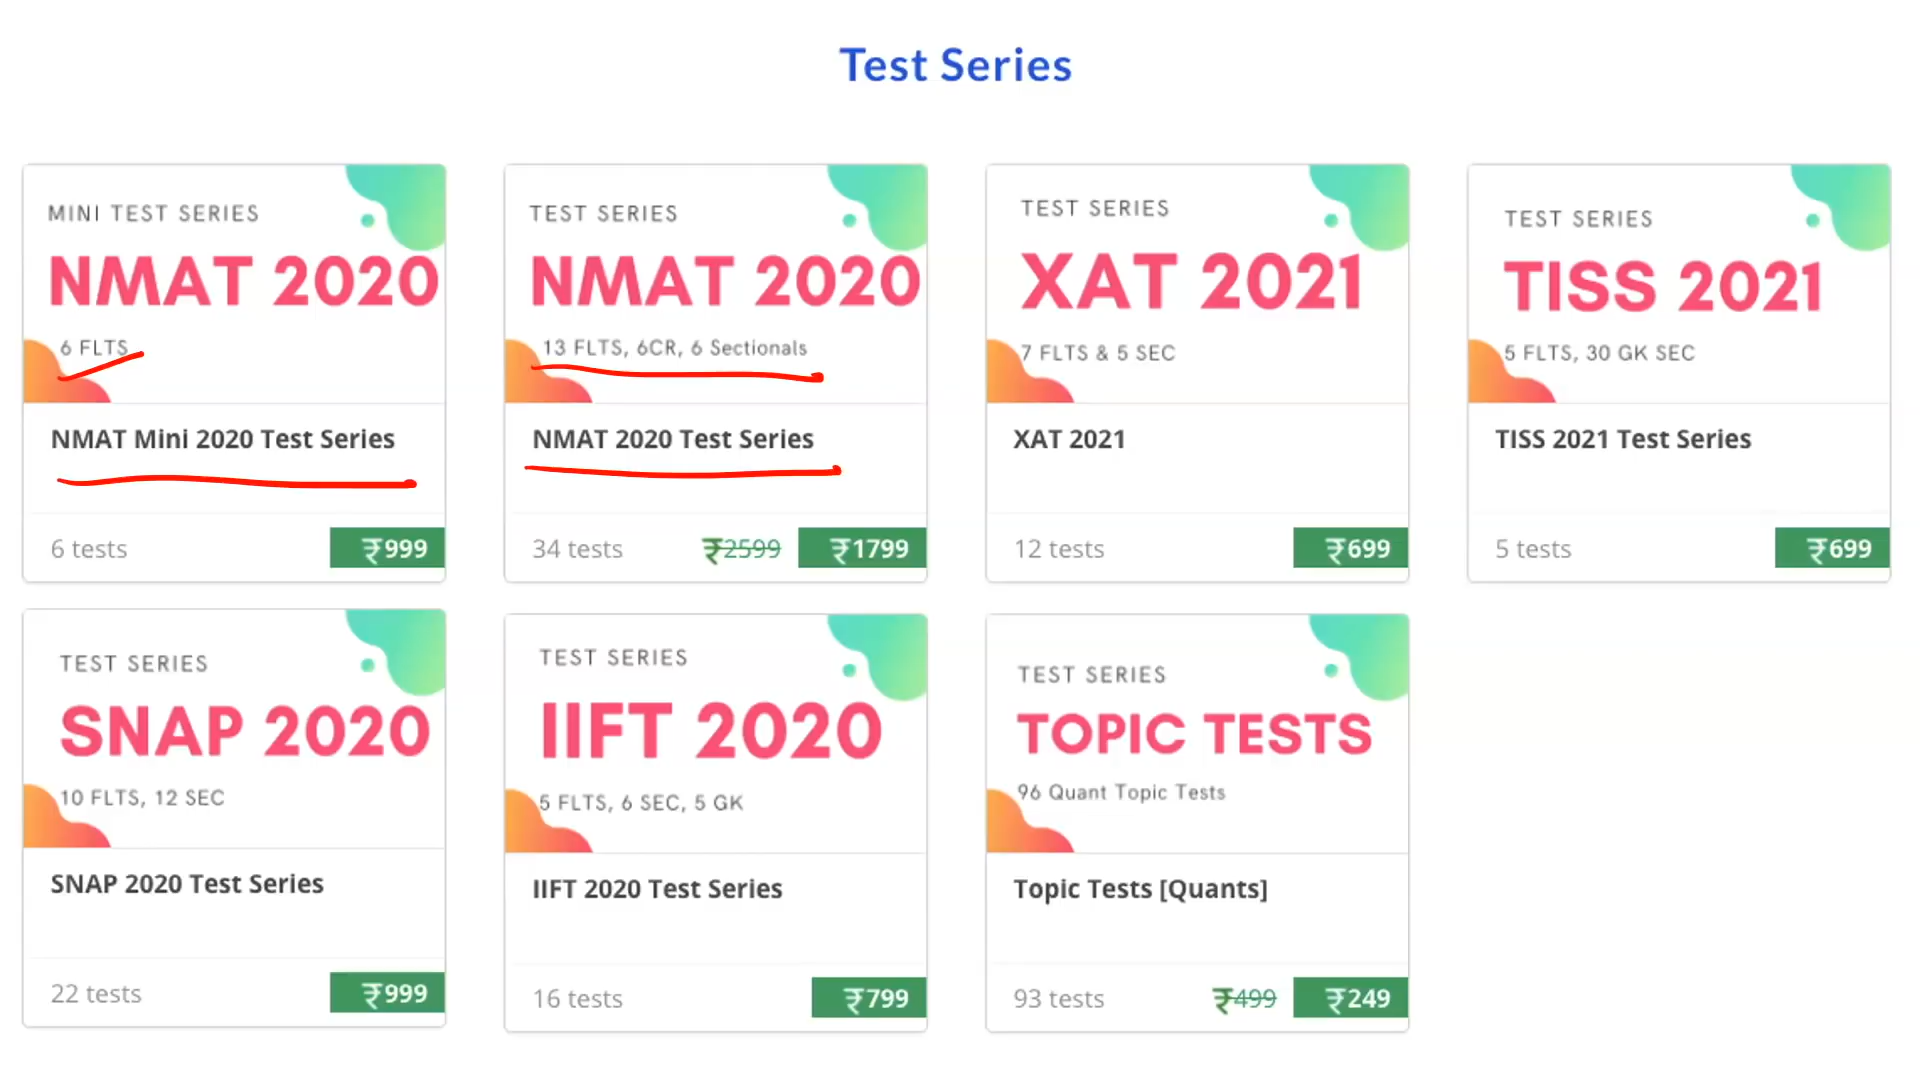 Test Series
MINI TEST SERIES
NMAT 2020
6 FLTS
NMAT Mini 2020 Test Series
6 tests
₹999
TEST SERIES
NMAT 2020
13 FLTS, 6CR, 6 Sectionals
NMAT 2020 Test Series
34 tests
₹2599 ₹1799
TEST SERIES
XAT 2021
7 FLTS & 5 SEC
XAT 2021
12 tests
₹699
TEST SERIES
TISS 2021
5 FLTS, 30 GK SEC
TISS 2021 Test Series
5 tests
₹699
TEST SERIES
SNAP 2020
10 FLTS, 12 SEC
SNAP 2020 Test Series
22 tests
₹999
TEST SERIES
IIFT 2020
5 FLTS, 6 SEC, 5 GK
IIFT 2020 Test Series
16 tests
₹799
TEST SERIES
TOPIC TESTS
96 Quant Topic Tests
Topic Tests [Quants]
93 tests
₹499 ₹249